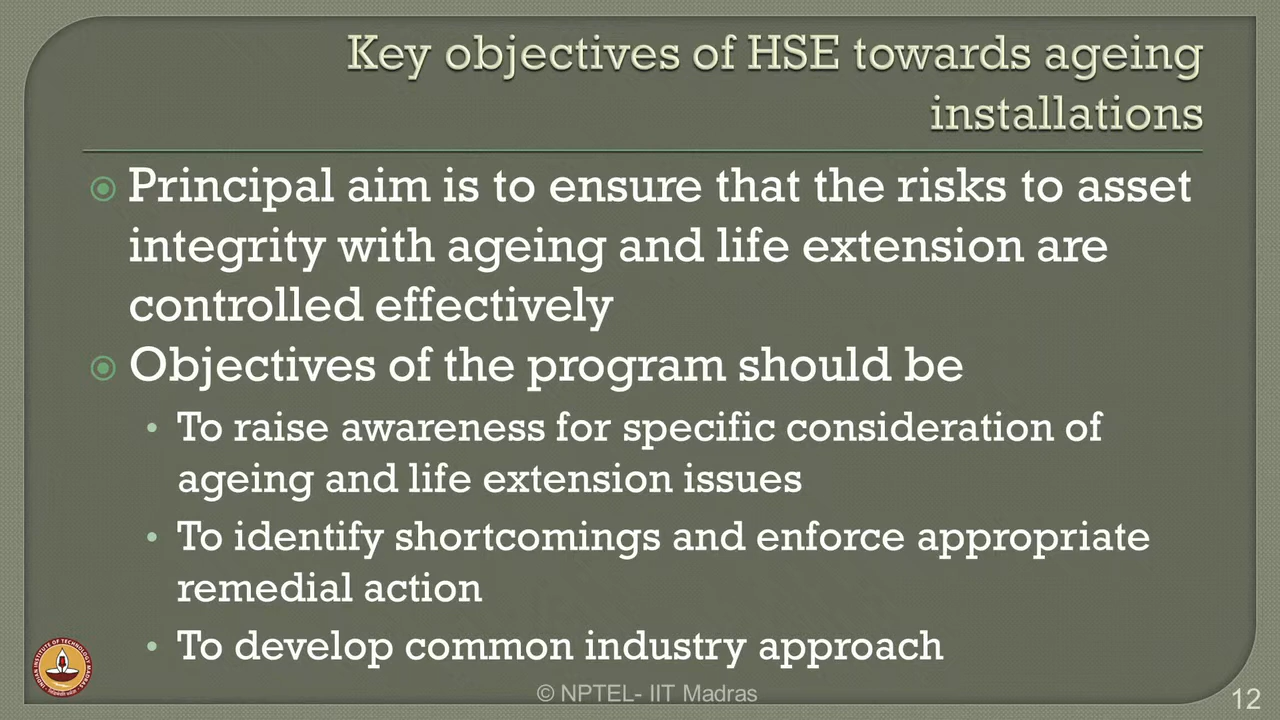 Key objectives of HSE towards ageing
installations
Principal aim is to ensure that the risks to asset
integrity with ageing and life extension are
controlled effectively
Objectives of the program should be
To raise awareness for specific consideration of
ageing and life extension issues
To identify shortcomings and enforce appropriate
remedial action
To develop common industry approach
© NPTEL- IIT Madras
12